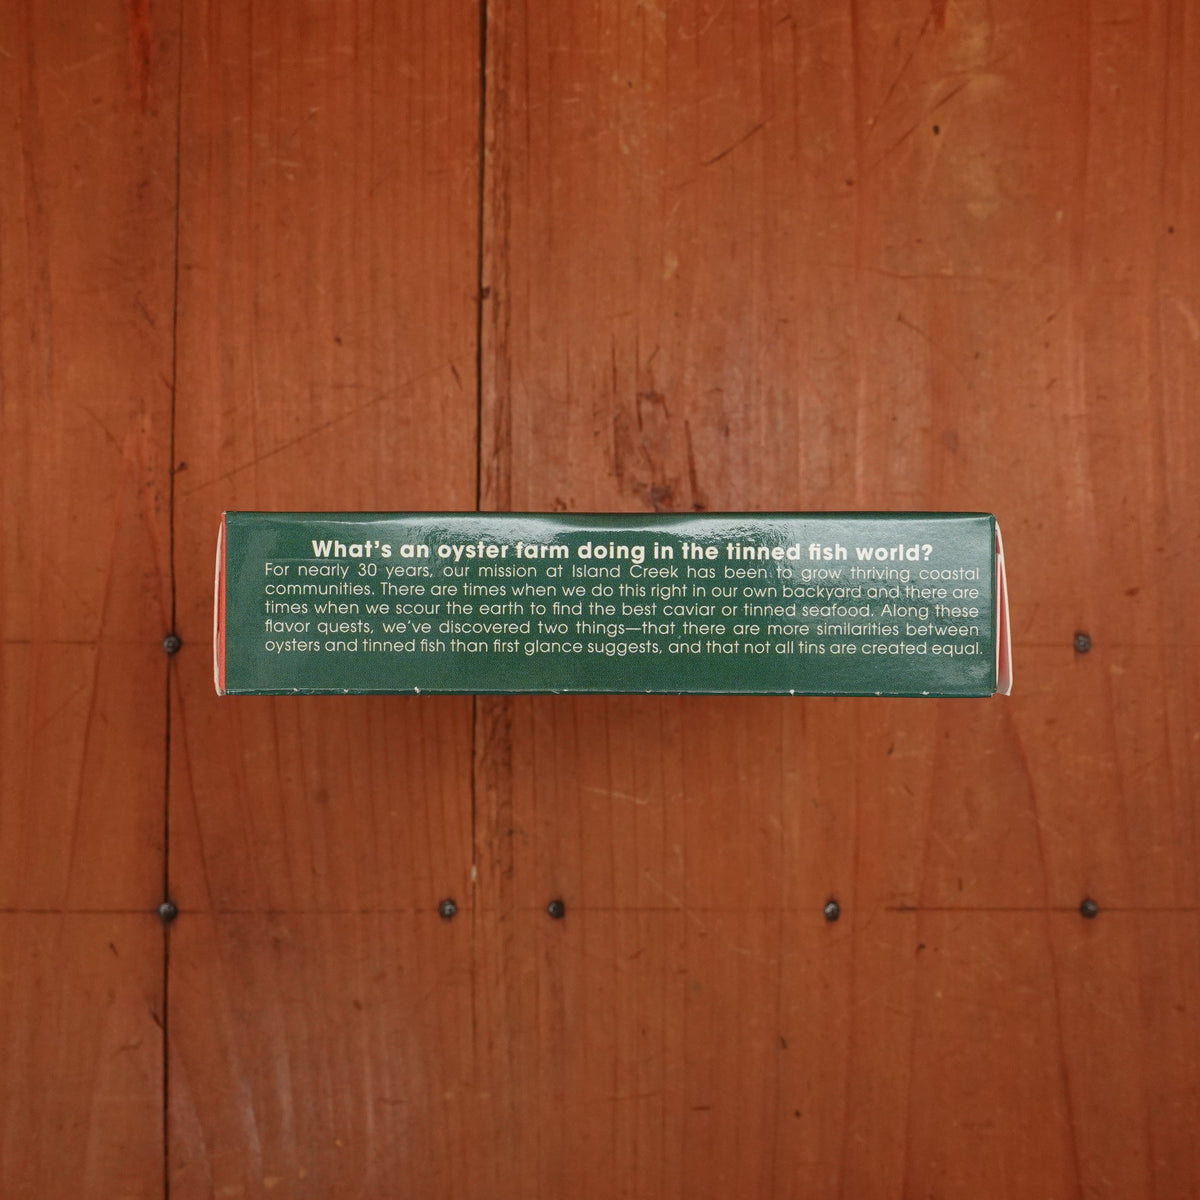 What's an oyster farm doing in the tinned fish world?
For nearly 30 years, our mission at Island Creek has been to grow thriving coastal
communities. There are times when we do this right in our own backyard and there are
times when we scour the earth to find the best caviar or tinned seafood. Along these
flavor quests, we've discovered two things—that there are more similarities between
oysters and tinned fish than first glance suggests, and that not all tins are created equal.